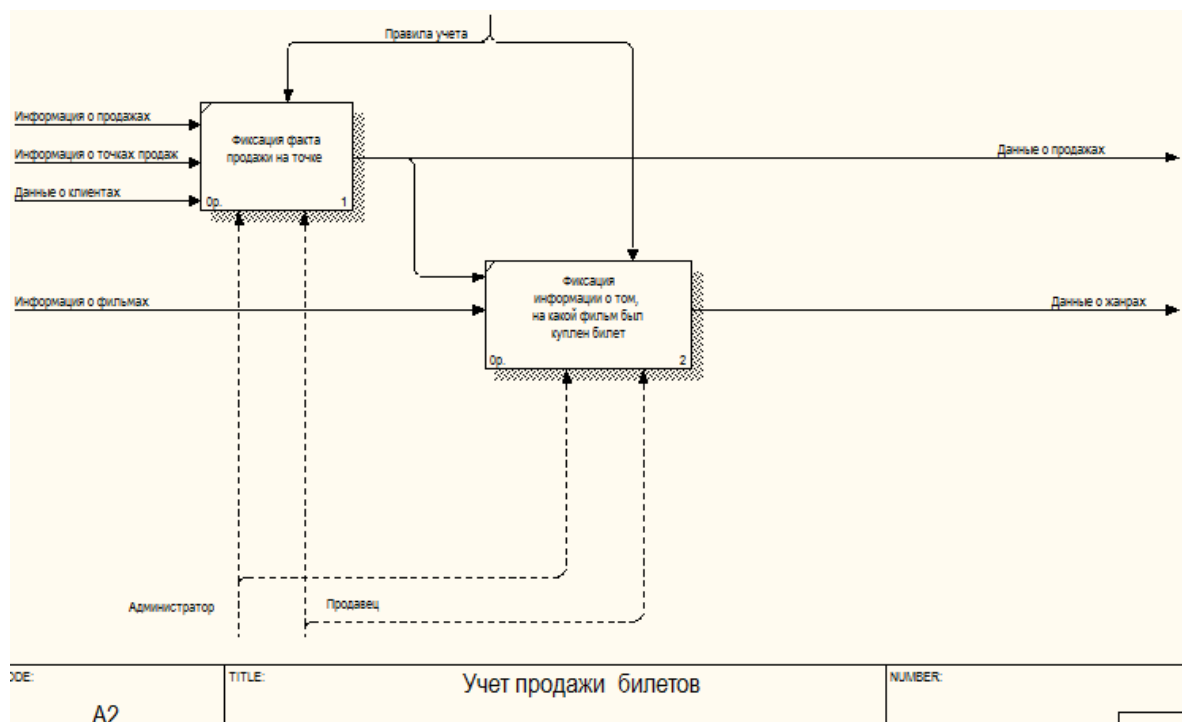 Правила учета
Информация о продажах
Информация о точках продаж
Данные о клиентах
Фиксация факта
продажи на точке
0р.
1
Данные о продажах
Информация о фильмах
Фиксация
информации о том,
на какой фильм был
куплен билет
0р.
2
Данные о жанрах
Администратор
Продавец
ODE:
A2
TITLE:
Учет продажи билетов
NUMBER: